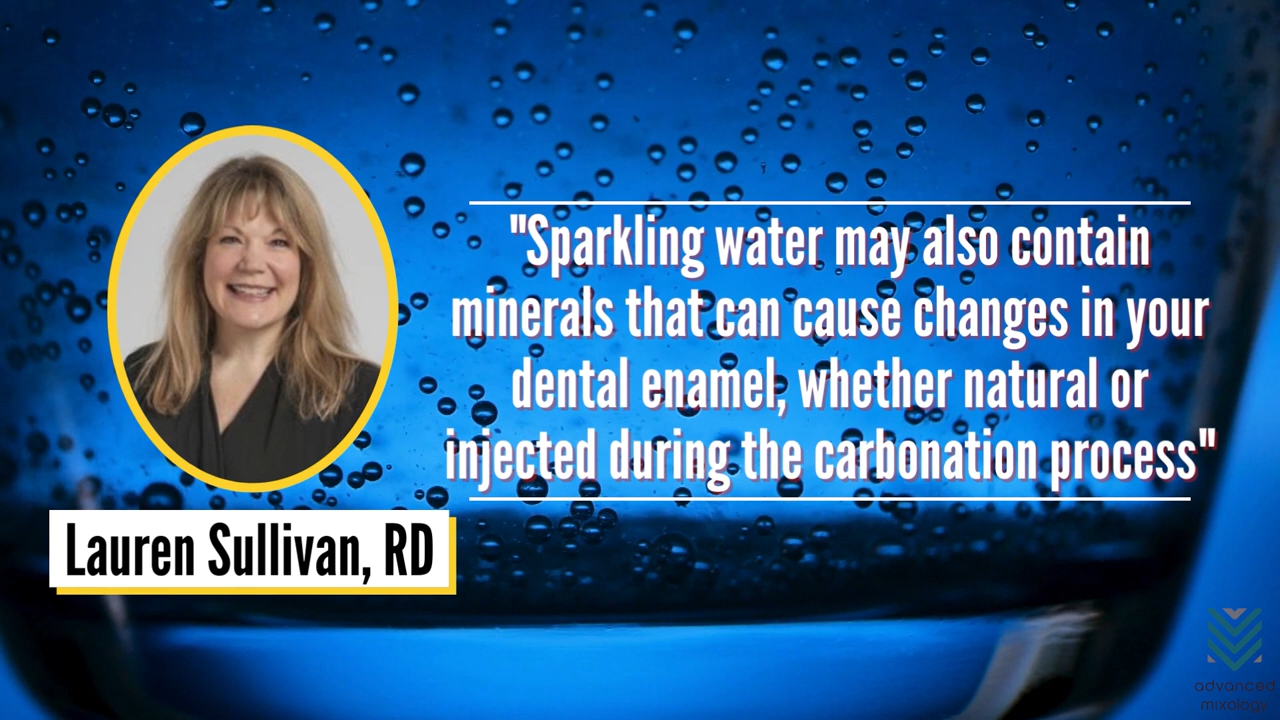 "Sparkling water may also contain
minerals that can cause changes in your
dental enamel, whether natural or
injected during the carbonation process"
Lauren Sullivan, RD
advanced
mixology